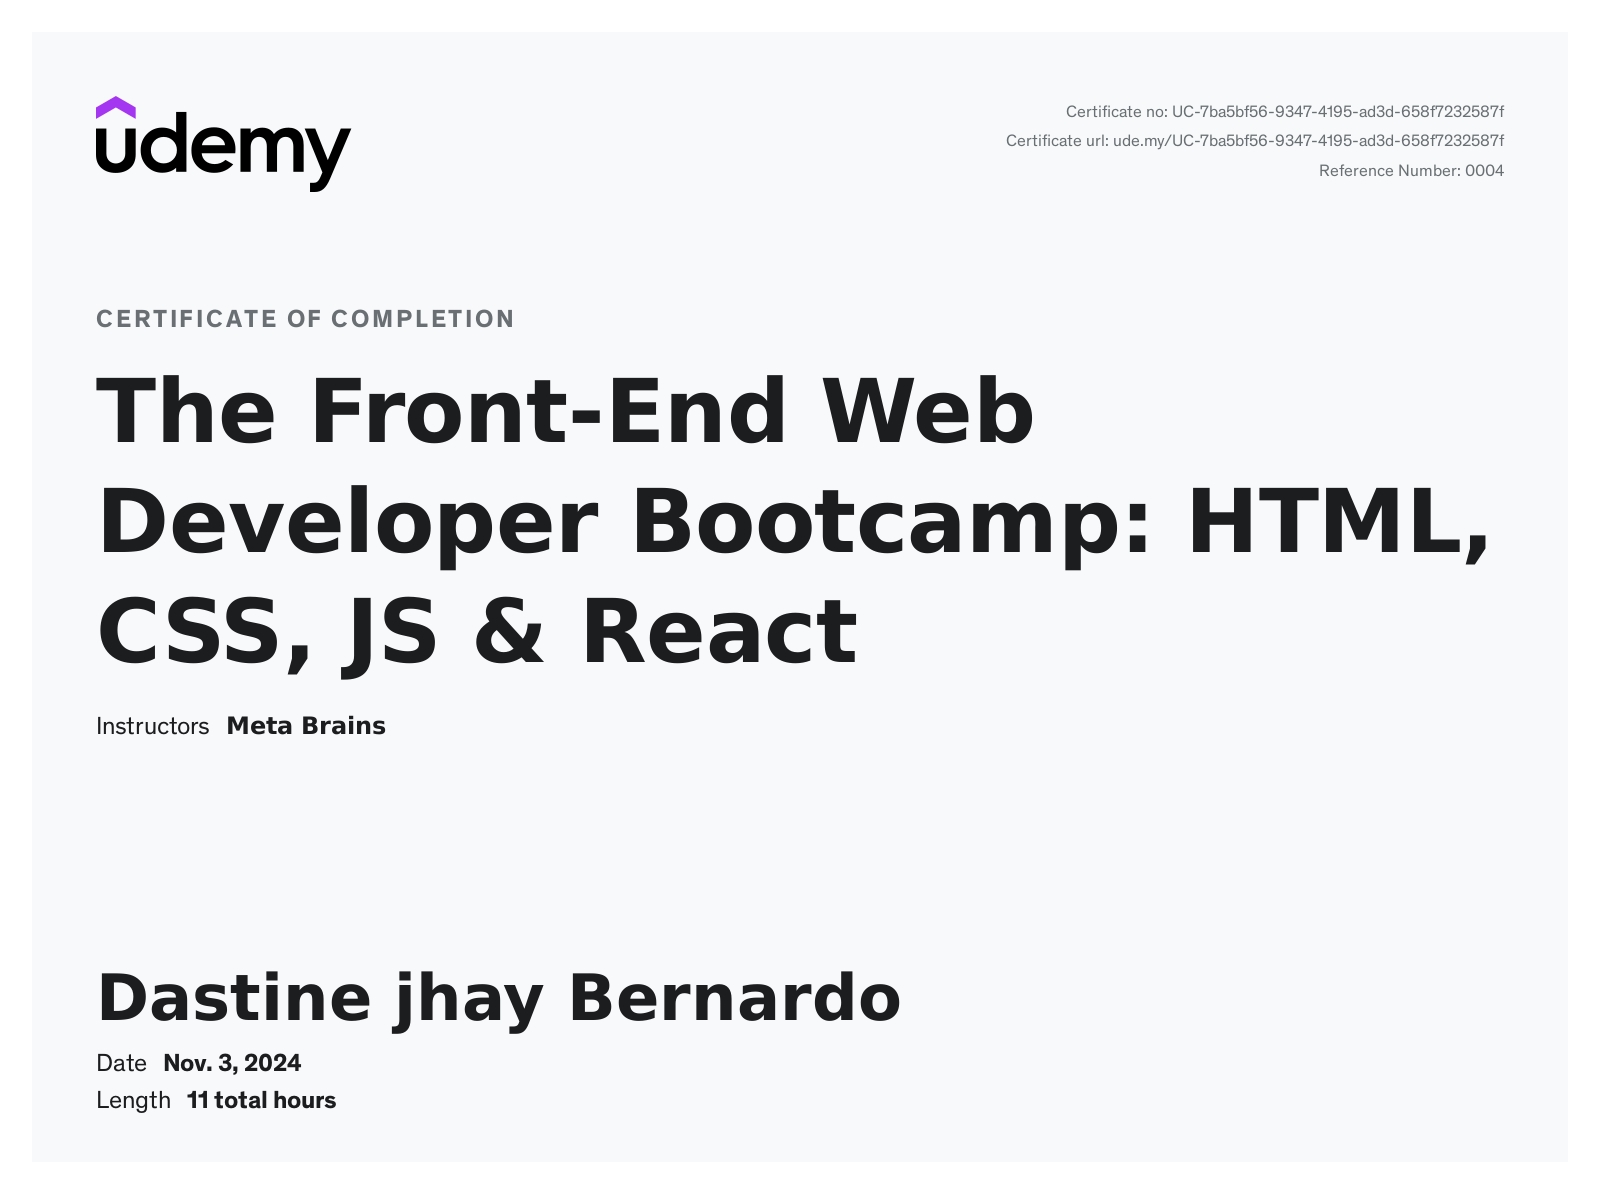 udemy
Certificate no: UC-7ba5bf56-9347-4195-ad3d-658f7232587f
Certificate url: ude.my/UC-7ba5bf56-9347-4195-ad3d-658f7232587f
Reference Number: 0004
CERTIFICATE OF COMPLETION
The Front-End Web
Developer Bootcamp: HTML,
CSS, JS & React
Instructors Meta Brains
Dastine jhay Bernardo
Date Nov. 3, 2024
Length 11 total hours